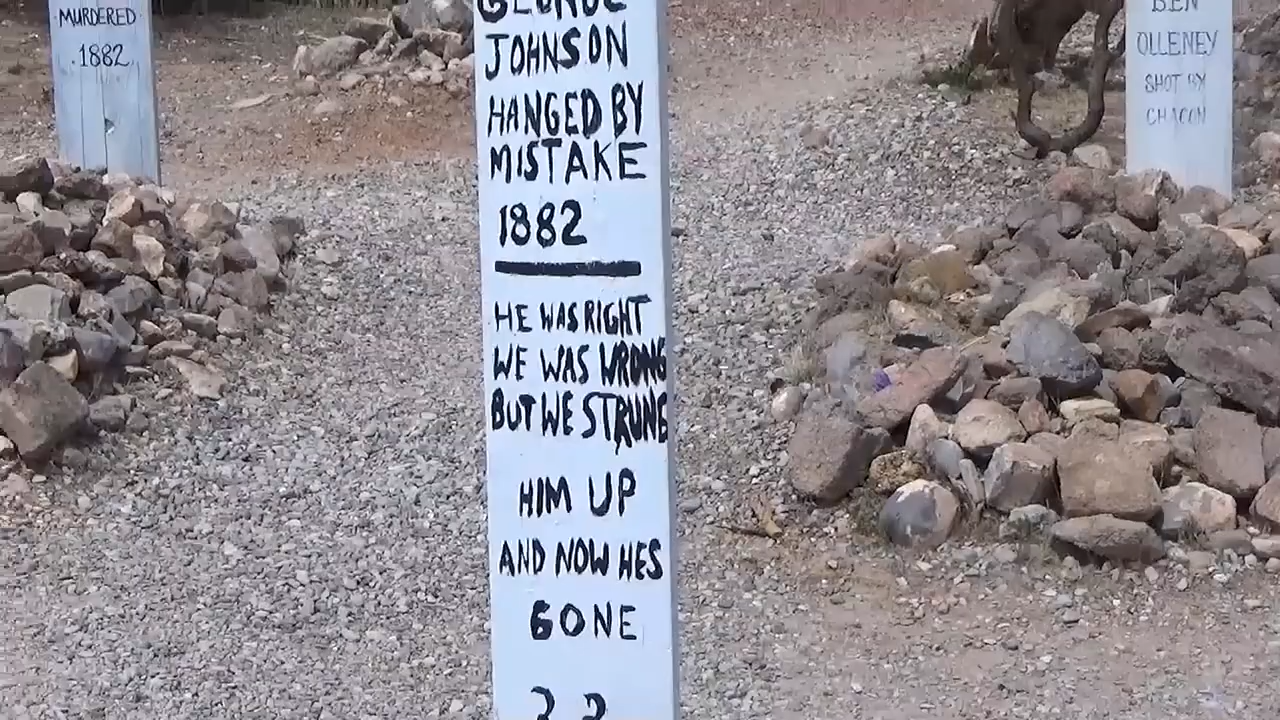 MURDERED
1882
GEORGE
JOHNSON
HANGED BY
MISTAKE
1882
HE WAS RIGHT
WE WAS WRONG
BUT WE STRUNG
HIM UP
AND NOW HES
GONE
BEN
OLLENEY
SHOT BY
CHACON